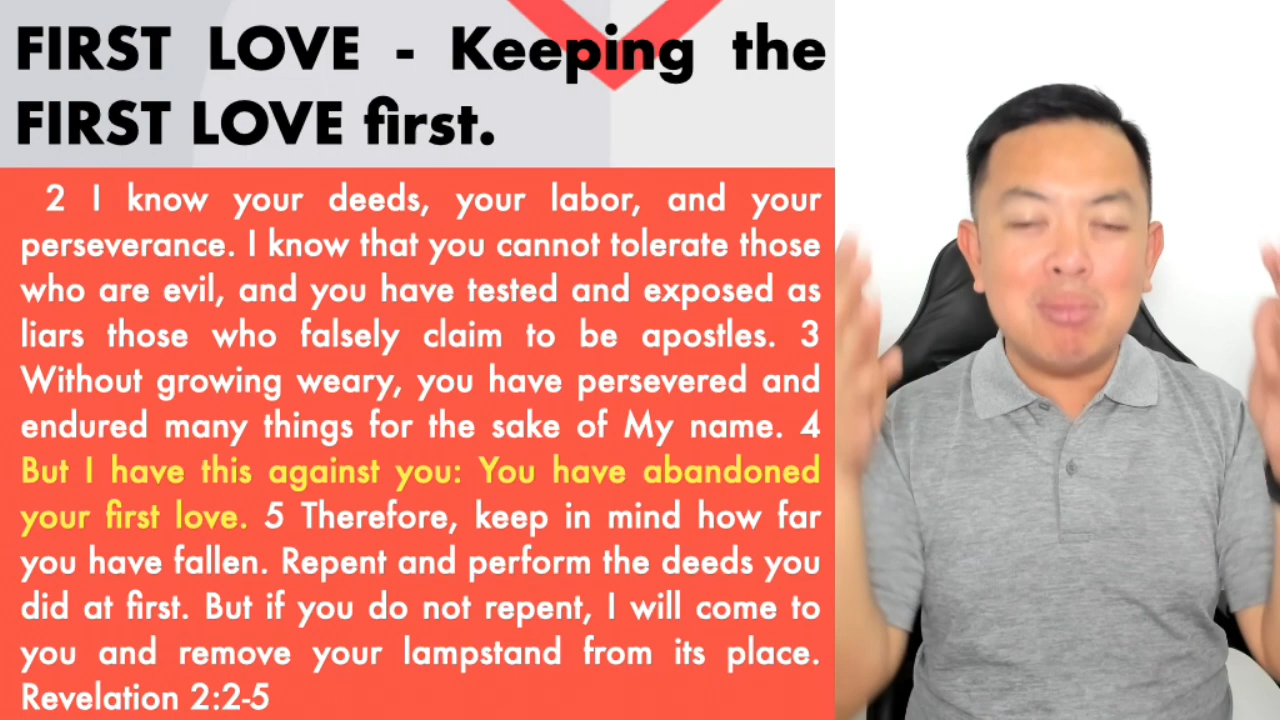 FIRST LOVE - Keeping the
FIRST LOVE first.
2 I know your deeds, your labor, and your
perseverance. I know that you cannot tolerate those
who are evil, and you have tested and exposed as
liars those who falsely claim to be apostles. 3
Without growing weary, you have persevered and
endured many things for the sake of My name. 4
But I have this against you: You have abandoned
your first love. 5 Therefore, keep in mind how far
you have fallen. Repent and perform the deeds you
did at first. But if you do not repent, I will come to
you and remove your lampstand from its place.
Revelation 2:2-5